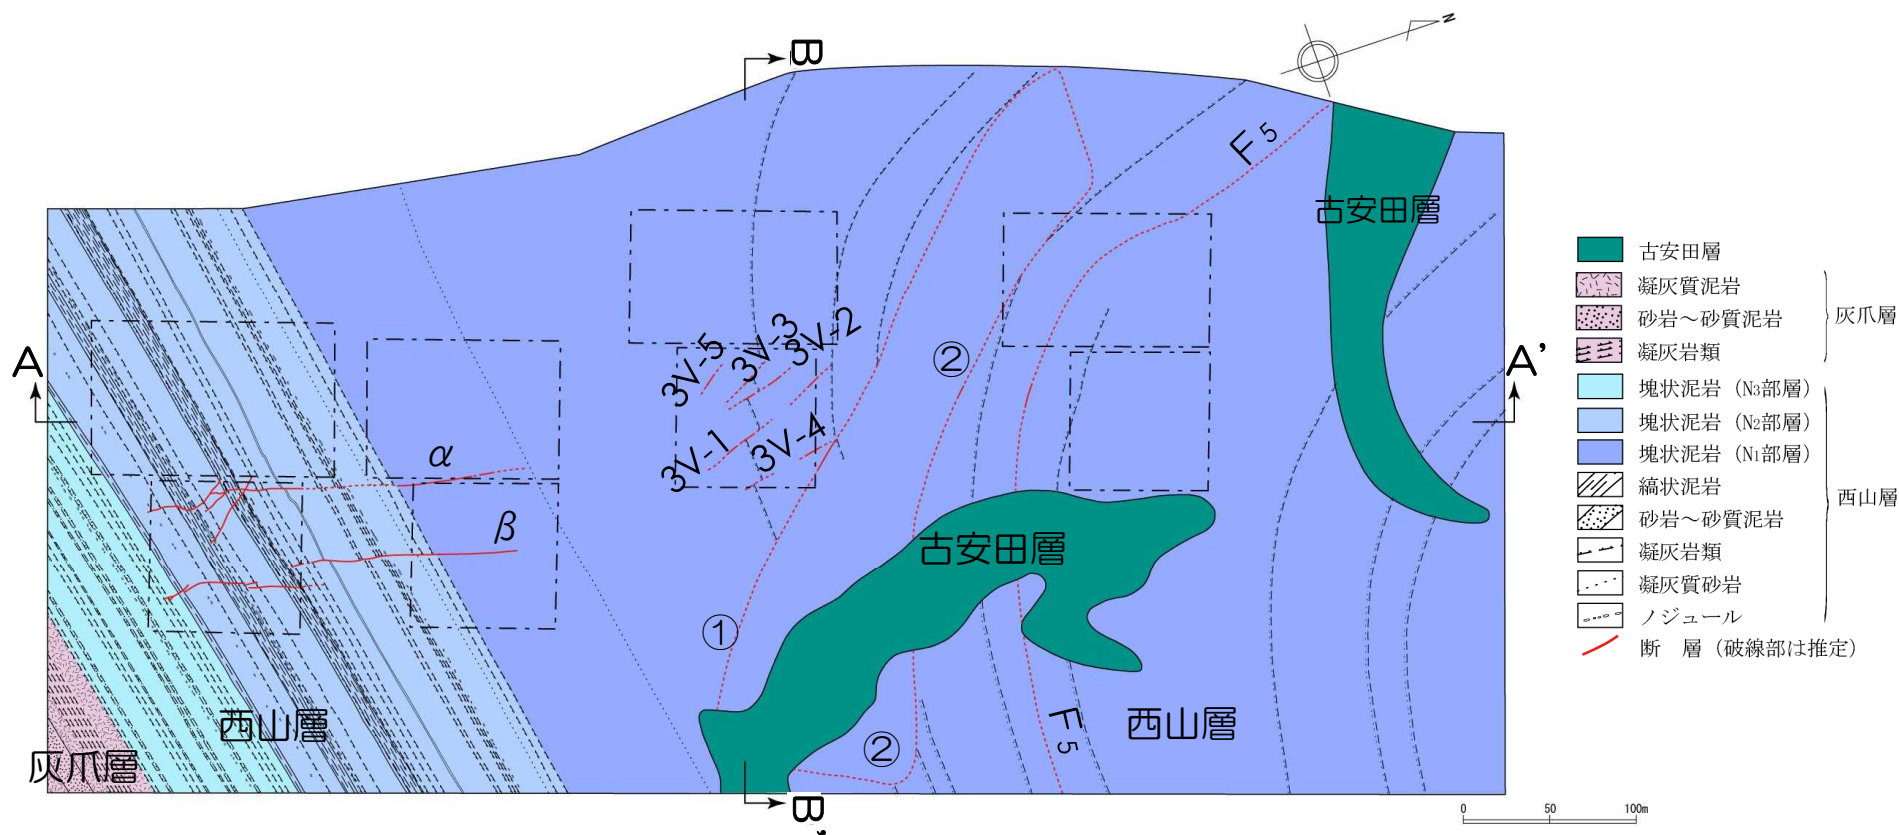 B
N
F5
古安田層
A
A’
3V-5
3V-3
3V-2
②
α
3V-1
3V-4
β
古安田層
①
西山層
灰爪層
②
F5
西山層
B’
古安田層
凝灰質泥岩
砂岩～砂質泥岩
凝灰岩類
灰爪層
塊状泥岩（N3部層）
塊状泥岩（N2部層）
塊状泥岩（N1部層）
縞状泥岩
砂岩～砂質泥岩
凝灰岩類
凝灰質砂岩
ノジュール
西山層
断　層（破線部は推定）
0 50 100m